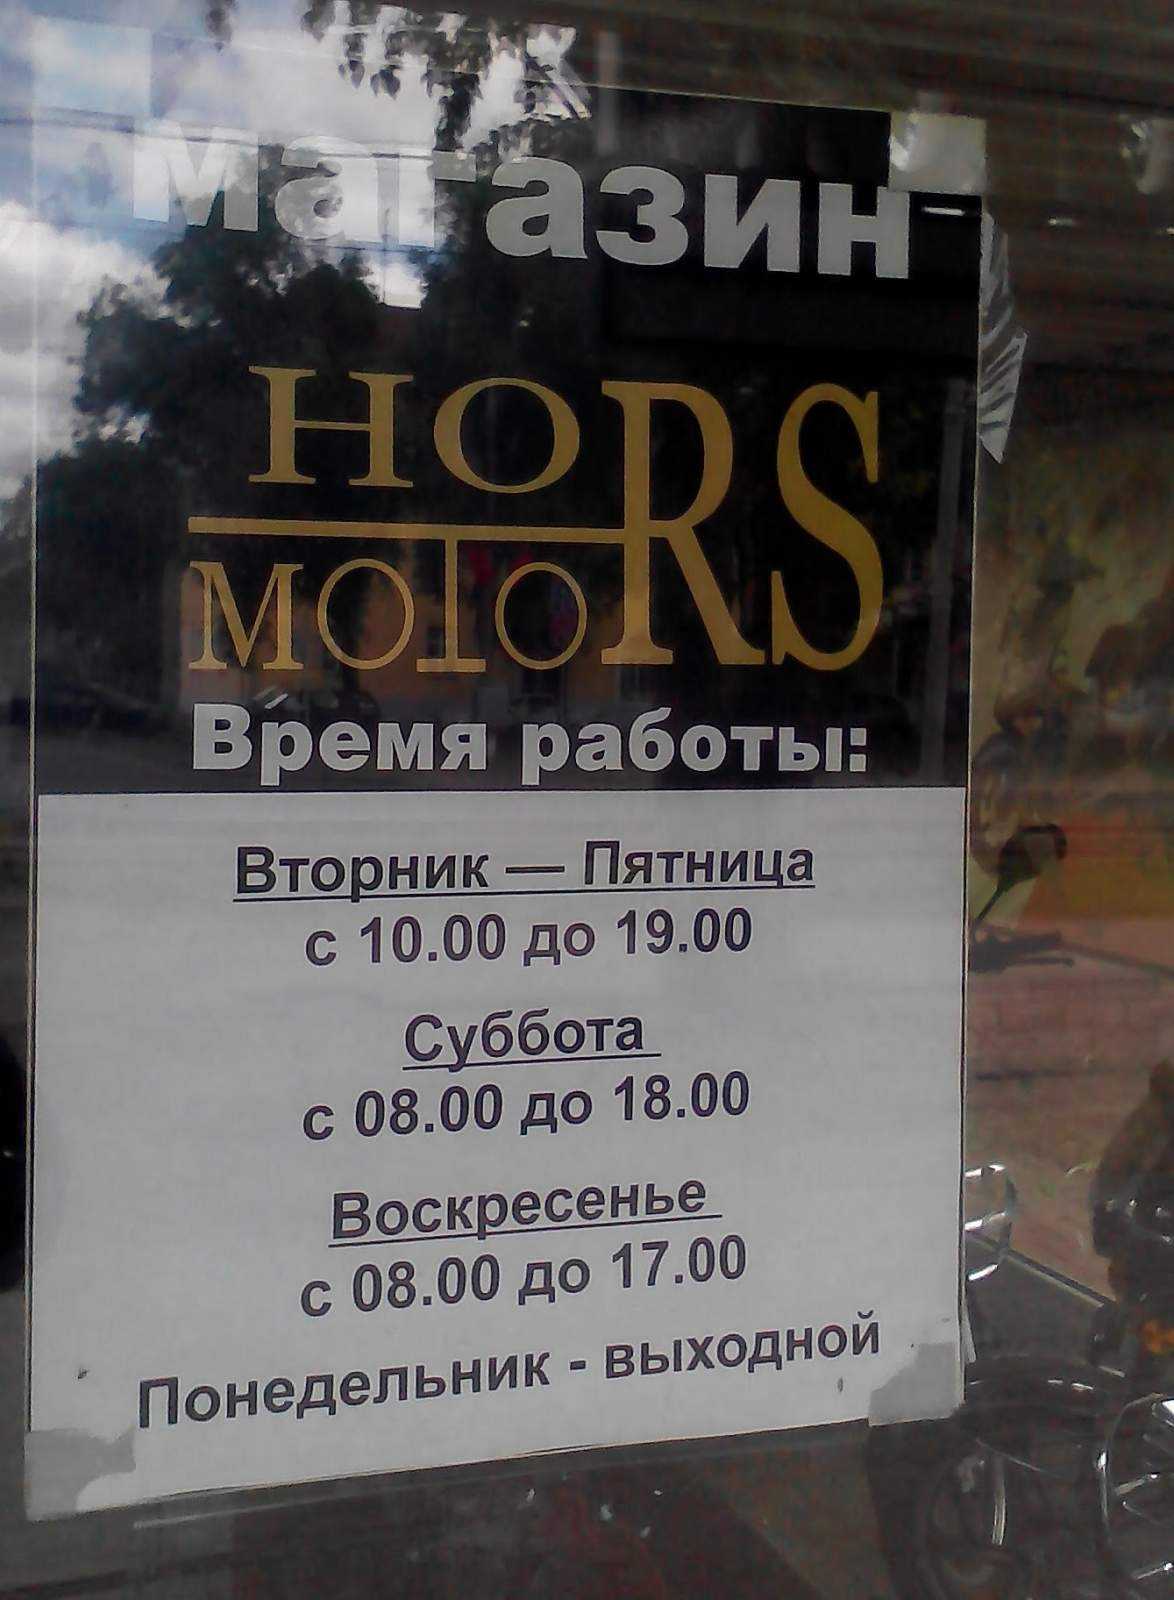 магазин
HORS
MOTORS
Время работы:
Вторник — Пятница
с 10.00 до 19.00
Суббота
с 08.00 до 18.00
Воскресенье
с 08.00 до 17.00
Понедельник - выходной